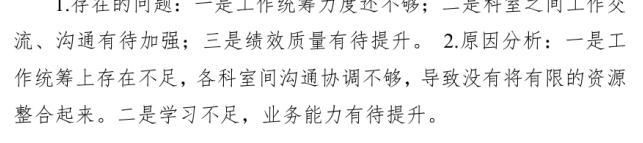 1.存在的问题：一是工作统筹力度还不够；二是科室之间工作交
流、沟通有待加强；三是绩效质量有待提升。 2.原因分析：一是工
作统筹上存在不足，各科室间沟通协调不够，导致没有将有限的资源
整合起来。二是学习不足，业务能力有待提升。